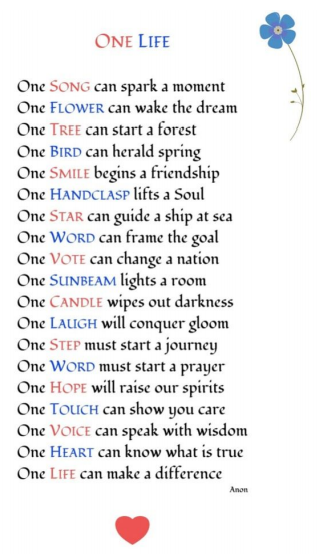 One Life
One Song can spark a moment
One Flower can wake the dream
One Tree can start a forest
One Bird can herald spring
One Smile begins a friendship
One Handclasp lifts a Soul
One Star can guide a ship at sea
One Word can frame the goal
One Vote can change a nation
One Sunbeam lights a room
One Candle wipes out darkness
One Laugh will conquer gloom
One Step must start a journey
One Word must start a prayer
One Hope will raise our spirits
One Touch can show you care
One Voice can speak with wisdom
One Heart can know what is true
One Life can make a difference
Anon